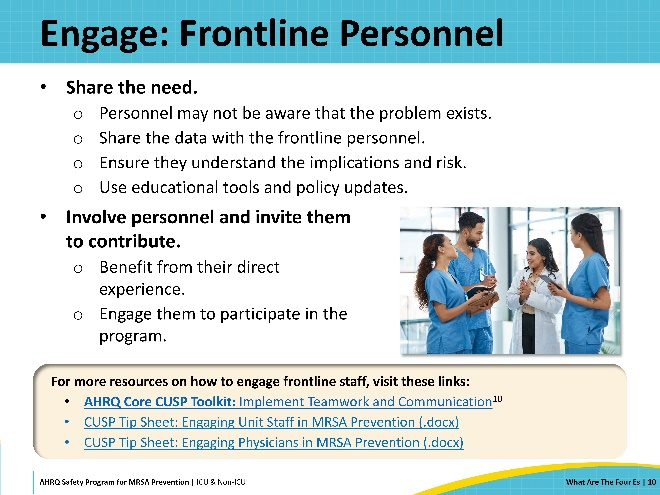 Engage: Frontline Personnel
• Share the need.
o Personnel may not be aware that the problem exists.
o Share the data with the frontline personnel.
o Ensure they understand the implications and risk.
o Use educational tools and policy updates.
• Involve personnel and invite them
to contribute.
o Benefit from their direct
experience.
o Engage them to participate in the
program.
For more resources on how to engage frontline staff, visit these links:
• AHRQ Core CUSP Toolkit: Implement Teamwork and Communication10
• CUSP Tip Sheet: Engaging Unit Staff in MRSA Prevention (.docx)
• CUSP Tip Sheet: Engaging Physicians in MRSA Prevention (.docx)
AHRQ Safety Program for MRSA Prevention | ICU & Non-ICU
What Are The Four Es | 10